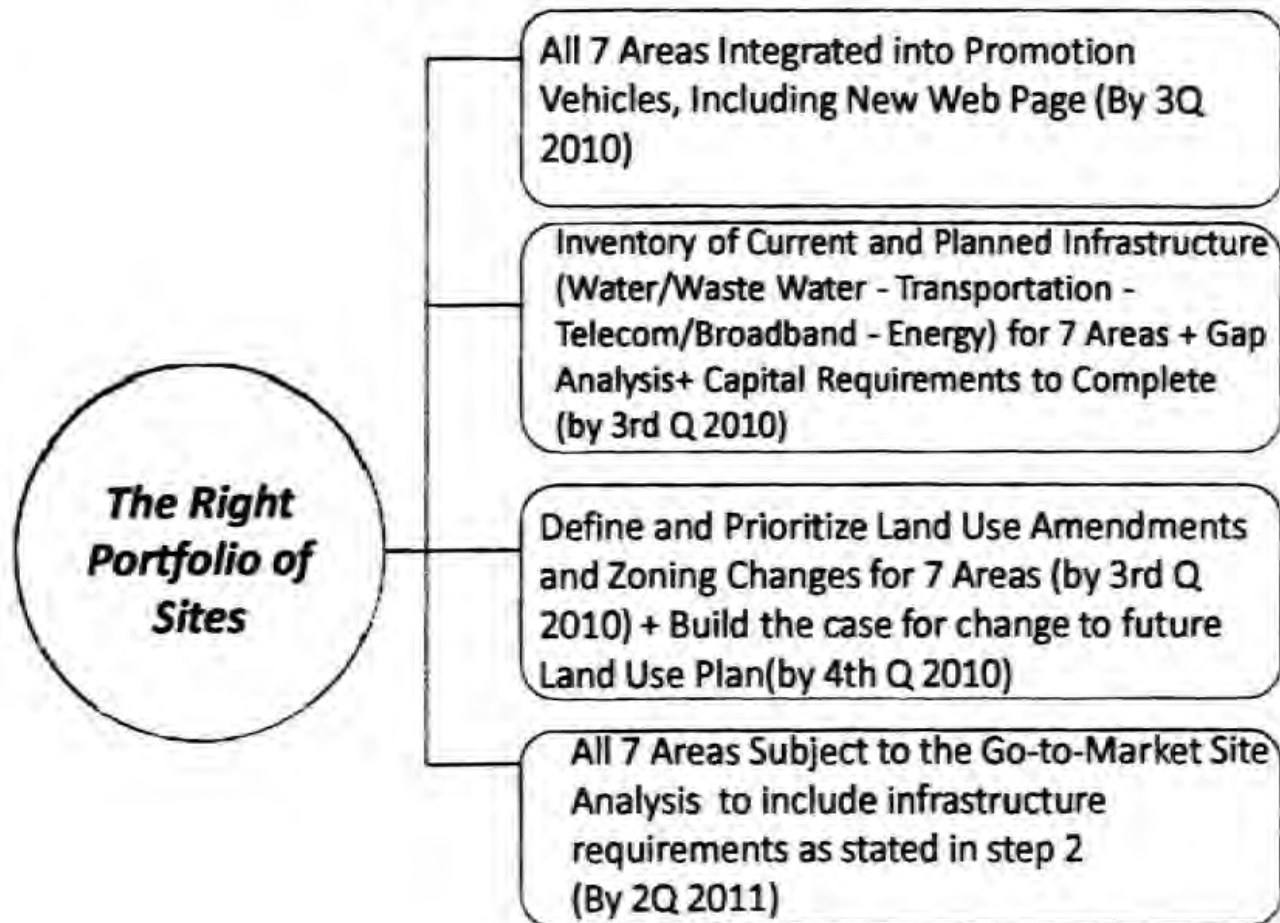 All 7 Areas Integrated into Promotion
Vehicles, Including New Web Page (By 3Q
2010)
Inventory of Current and Planned Infrastructure
(Water/Waste Water - Transportation -
Telecom/Broadband - Energy) for 7 Areas + Gap
Analysis+ Capital Requirements to Complete
(by 3rd Q 2010)
The Right
Portfolio of
Sites
Define and Prioritize Land Use Amendments
and Zoning Changes for 7 Areas (by 3rd Q
2010) + Build the case for change to future
Land Use Plan(by 4th Q 2010)
All 7 Areas Subject to the Go-to-Market Site
Analysis to include infrastructure
requirements as stated in step 2
(By 2Q 2011)